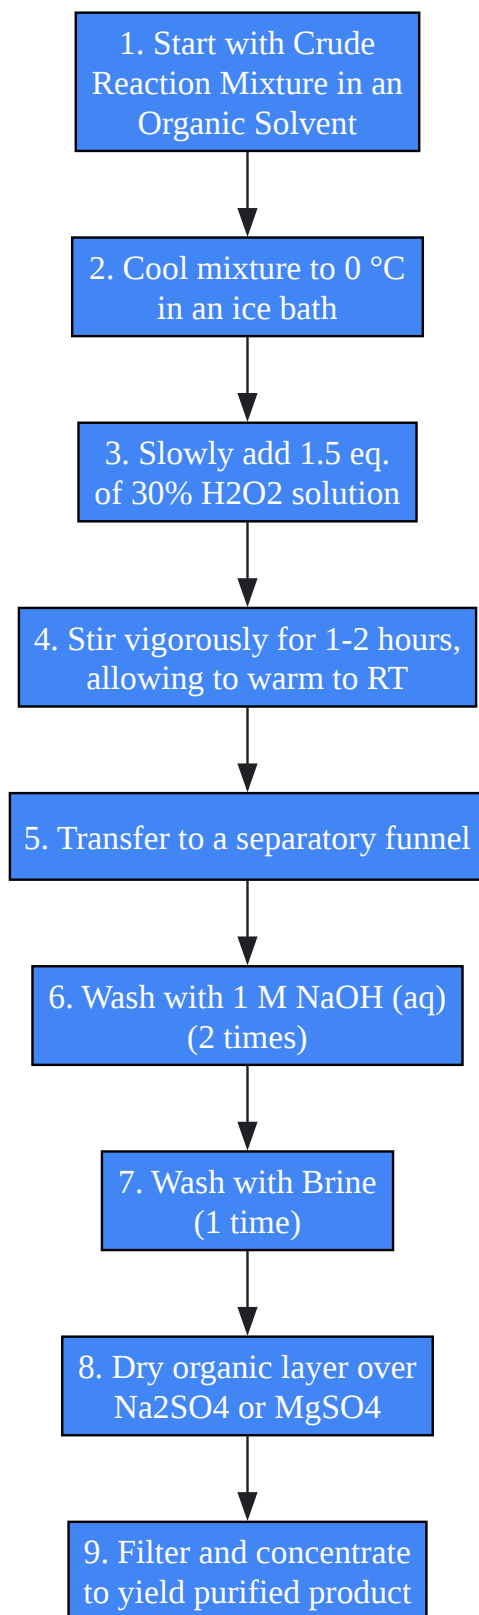 1. Start with Crude
Reaction Mixture in an
Organic Solvent
2. Cool mixture to 0 °C
in an ice bath
3. Slowly add 1.5 eq.
of 30% H2O2 solution
4. Stir vigorously for 1-2 hours,
allowing to warm to RT
5. Transfer to a separatory funnel
6. Wash with 1 M NaOH (aq)
(2 times)
7. Wash with Brine
(1 time)
8. Dry organic layer over
Na2SO4 or MgSO4
9. Filter and concentrate
to yield purified product